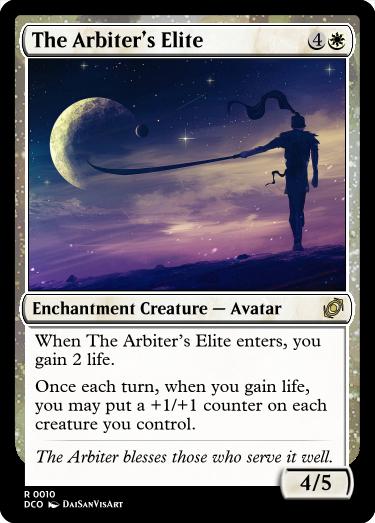 The Arbiter's Elite 4
Enchantment Creature — Avatar
When The Arbiter's Elite enters, you
gain 2 life.
Once each turn, when you gain life,
you may put a +1/+1 counter on each
creature you control.
The Arbiter blesses those who serve it well.
4/5
R 0010
DCO DaiSanVisArt